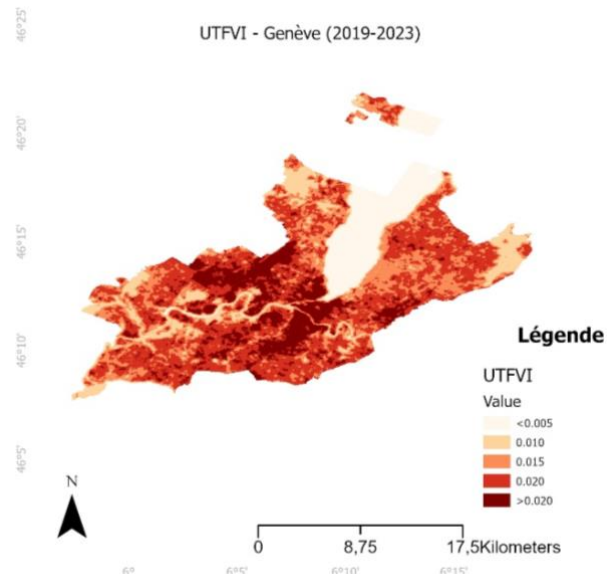 UTFVI - Genève (2019-2023)
46°25'
46°20'
46°15'
46°10'
46°5'
Légende
UTFVI
Value
<0.005
0.010
0.015
0.020
>0.020
N
0 8,75 17,5Kilometers
6° 6°5' 6°10' 6°15'